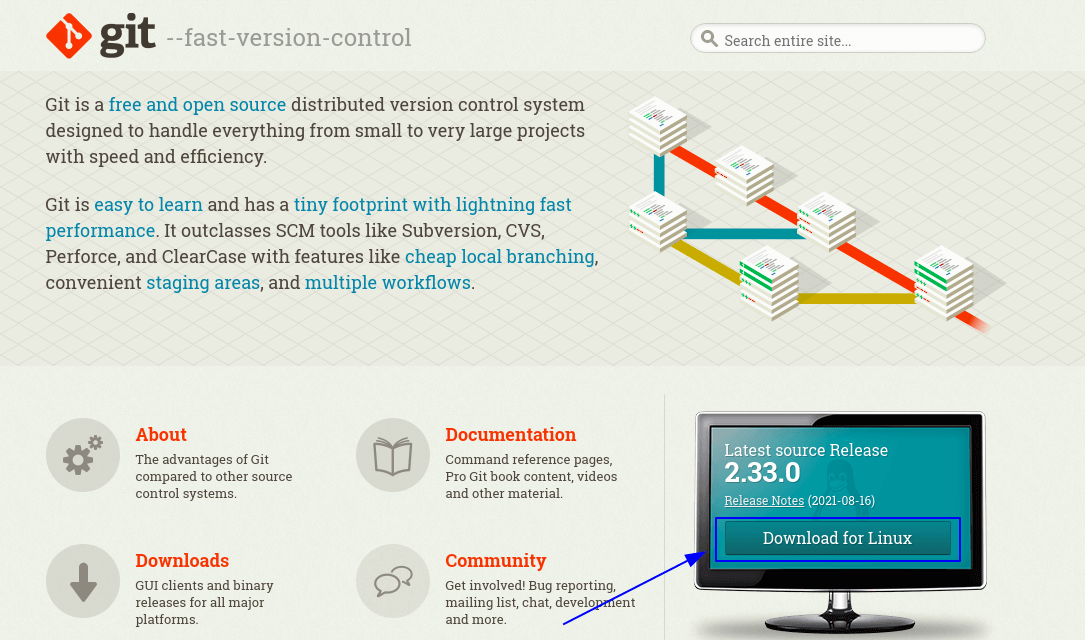 git --fast-version-control
Search entire site...
Git is a free and open source distributed version control system
designed to handle everything from small to very large projects
with speed and efficiency.
Git is easy to learn and has a tiny footprint with lightning fast
performance. It outclasses SCM tools like Subversion, CVS,
Perforce, and ClearCase with features like cheap local branching,
convenient staging areas, and multiple workflows.
About
The advantages of Git
compared to other source
control systems.
Documentation
Command reference pages,
Pro Git book content, videos
and other material.
Downloads
GUI clients and binary
releases for all major
platforms.
Community
Get involved! Bug reporting,
mailing list, chat, development
and more.
Latest source Release
2.33.0
Release Notes (2021-08-16)
Download for Linux